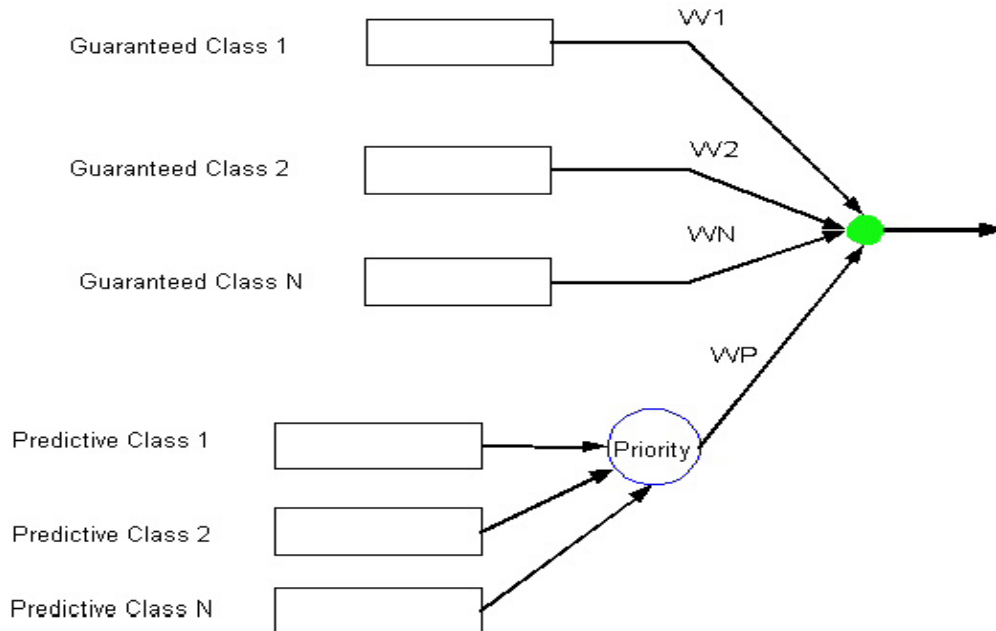 Guaranteed Class 1
W1
Guaranteed Class 2
W2
WN
Guaranteed Class N
WP
Predictive Class 1
Priority
Predictive Class 2
Predictive Class N